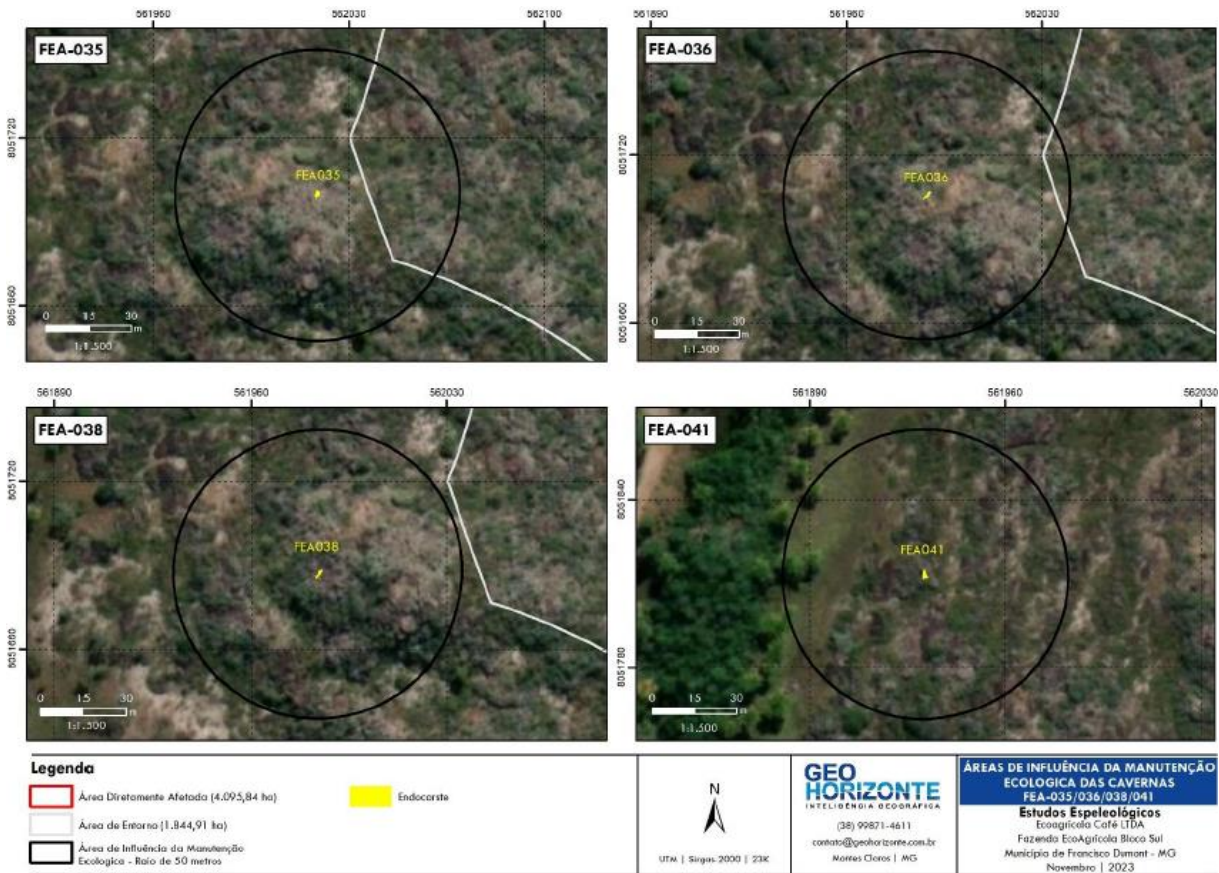 561960 562030 562100
FEA-035
8051720
8051660
FEA035
0 15 30
m
1:1.500
561890 561960 562030
FEA-036
8051720
8051660
FEA036
0 15 30
m
1:1.500
561890 561960 562030
FEA-038
8051720
8051660
FEA038
0 15 30
m
1:1.500
561890 561960 562030
FEA-041
8051840
8051780
FEA041
0 15 30
m
1:1.500
Legenda
Área Diretamente Afetada (4.095,84 ha)
Endocarste
Área de Entorno (1.844,91 ha)
Área de Influência da Manutenção
Ecologica - Raio de 50 metros
N
UTM | Sirgas 2000 | 23K
GEO
HORIZONTE
INTELIGÊNCIA GEOGRÁFICA
(38) 99871-4611
contato@geohorizonte.com.br
Montes Claros | MG
ÁREAS DE INFLUÊNCIA DA MANUTENÇÃO
ECOLOGICA DAS CAVERNAS
FEA-035/036/038/041
Estudos Espeleológicos
Ecoagrícola Café LTDA
Fazenda EcoAgrícola Bloco Sul
Município de Francisco Dumont - MG
Novembro | 2023